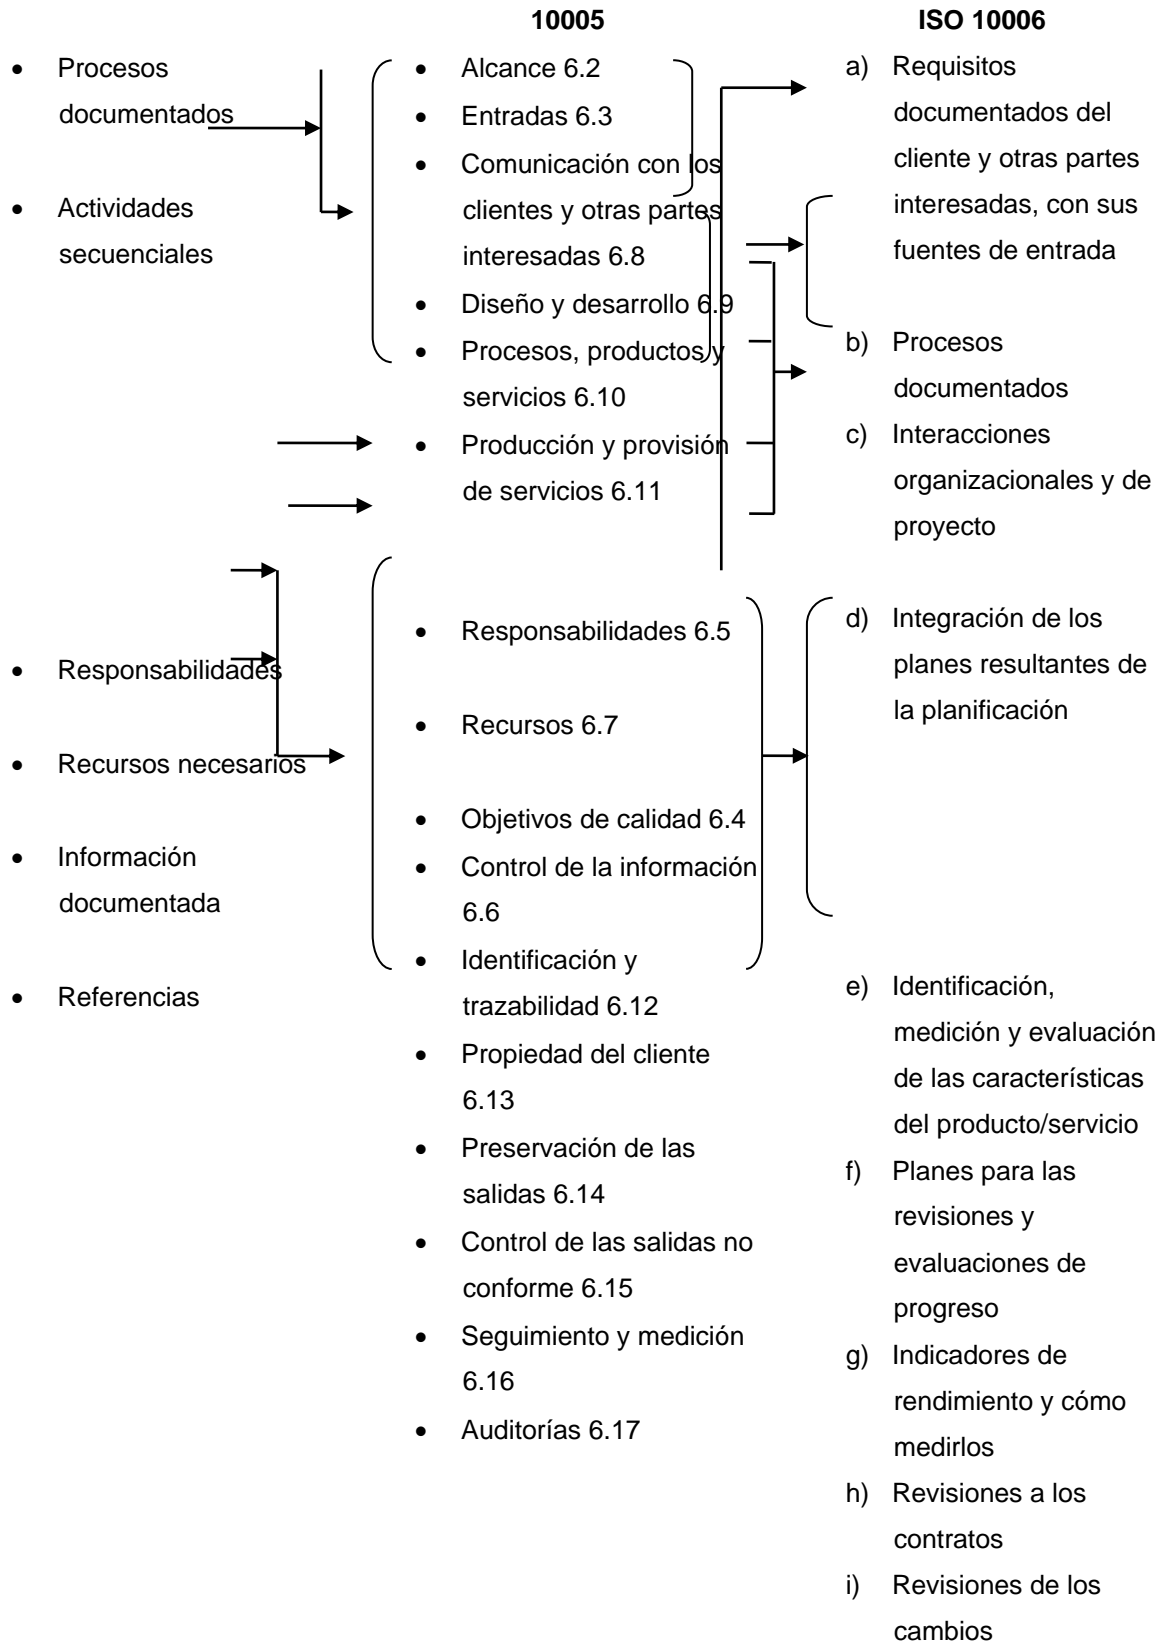 10005
ISO 10006
• Procesos
documentados
• Actividades
secuenciales
• Responsabilidades
• Recursos necesarios
• Información
documentada
• Referencias
• Alcance 6.2
• Entradas 6.3
• Comunicación con los
clientes y otras partes
interesadas 6.8
• Diseño y desarrollo 6.9
• Procesos, productos y
servicios 6.10
• Producción y provisión
de servicios 6.11
• Responsabilidades 6.5
• Recursos 6.7
• Objetivos de calidad 6.4
• Control de la información
6.6
• Identificación y
trazabilidad 6.12
• Propiedad del cliente
6.13
• Preservación de las
salidas 6.14
• Control de las salidas no
conforme 6.15
• Seguimiento y medición
6.16
• Auditorías 6.17
a) Requisitos
documentados del
cliente y otras partes
interesadas, con sus
fuentes de entrada
b) Procesos
documentados
c) Interacciones
organizacionales y de
proyecto
d) Integración de los
planes resultantes de
la planificación
e) Identificación,
medición y evaluación
de las características
del producto/servicio
f) Planes para las
revisiones y
evaluaciones de
progreso
g) Indicadores de
rendimiento y cómo
medirlos
h) Revisiones a los
contratos
i) Revisiones de los
cambios